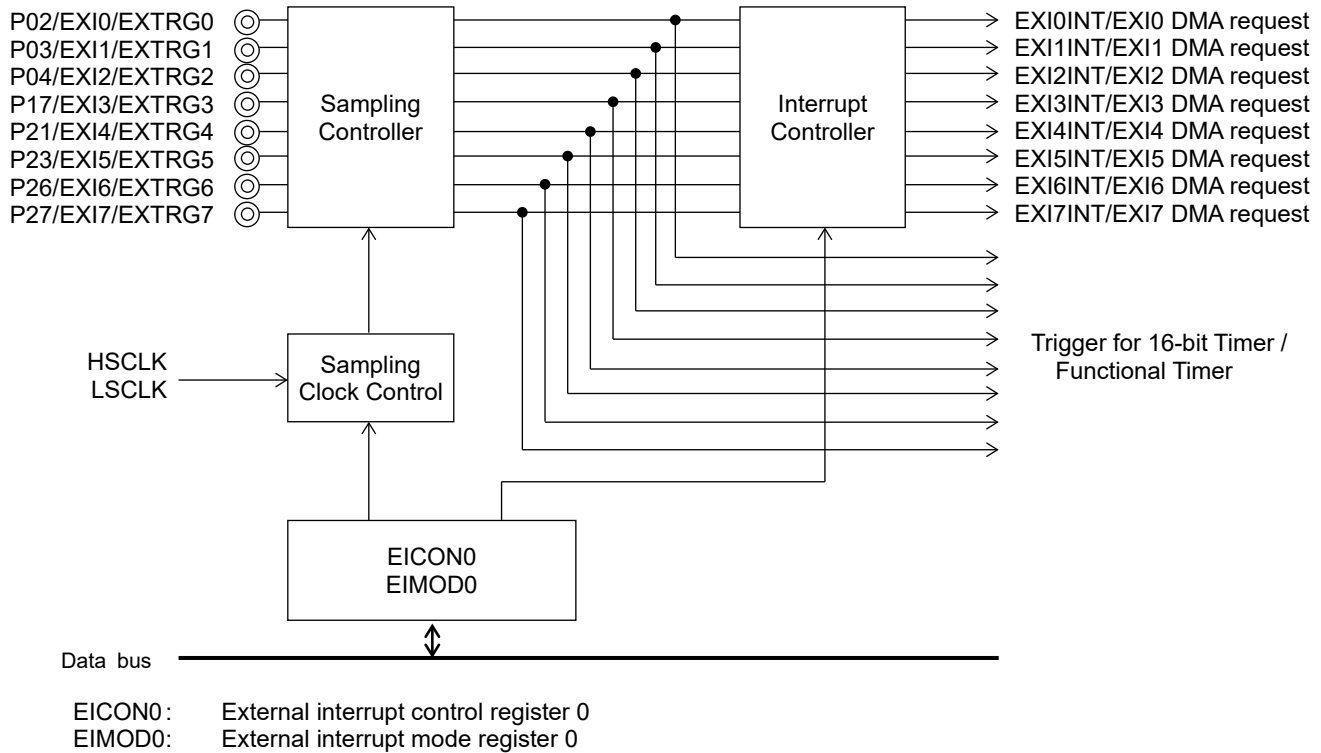 P02/EXI0/EXTRG0
P03/EXI1/EXTRG1
P04/EXI2/EXTRG2
P17/EXI3/EXTRG3
P21/EXI4/EXTRG4
P23/EXI5/EXTRG5
P26/EXI6/EXTRG6
P27/EXI7/EXTRG7
Sampling
Controller
Interrupt
Controller
EXI0INT/EXI0 DMA request
EXI1INT/EXI1 DMA request
EXI2INT/EXI2 DMA request
EXI3INT/EXI3 DMA request
EXI4INT/EXI4 DMA request
EXI5INT/EXI5 DMA request
EXI6INT/EXI6 DMA request
EXI7INT/EXI7 DMA request
HSCLK
LSCLK
Sampling
Clock Control
Trigger for 16-bit Timer /
Functional Timer
EICON0
EIMOD0
Data bus
EICON0 : External interrupt control register 0
EIMOD0: External interrupt mode register 0